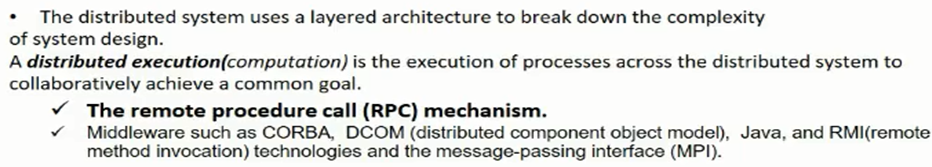 • The distributed system uses a layered architecture to break down the complexity
of system design.
A distributed execution(computation) is the execution of processes across the distributed system to
collaboratively achieve a common goal.
✓ The remote procedure call (RPC) mechanism.
✓ Middleware such as CORBA, DCOM (distributed component object model), Java, and RMI(remote
method invocation) technologies and the message-passing interface (MPI).